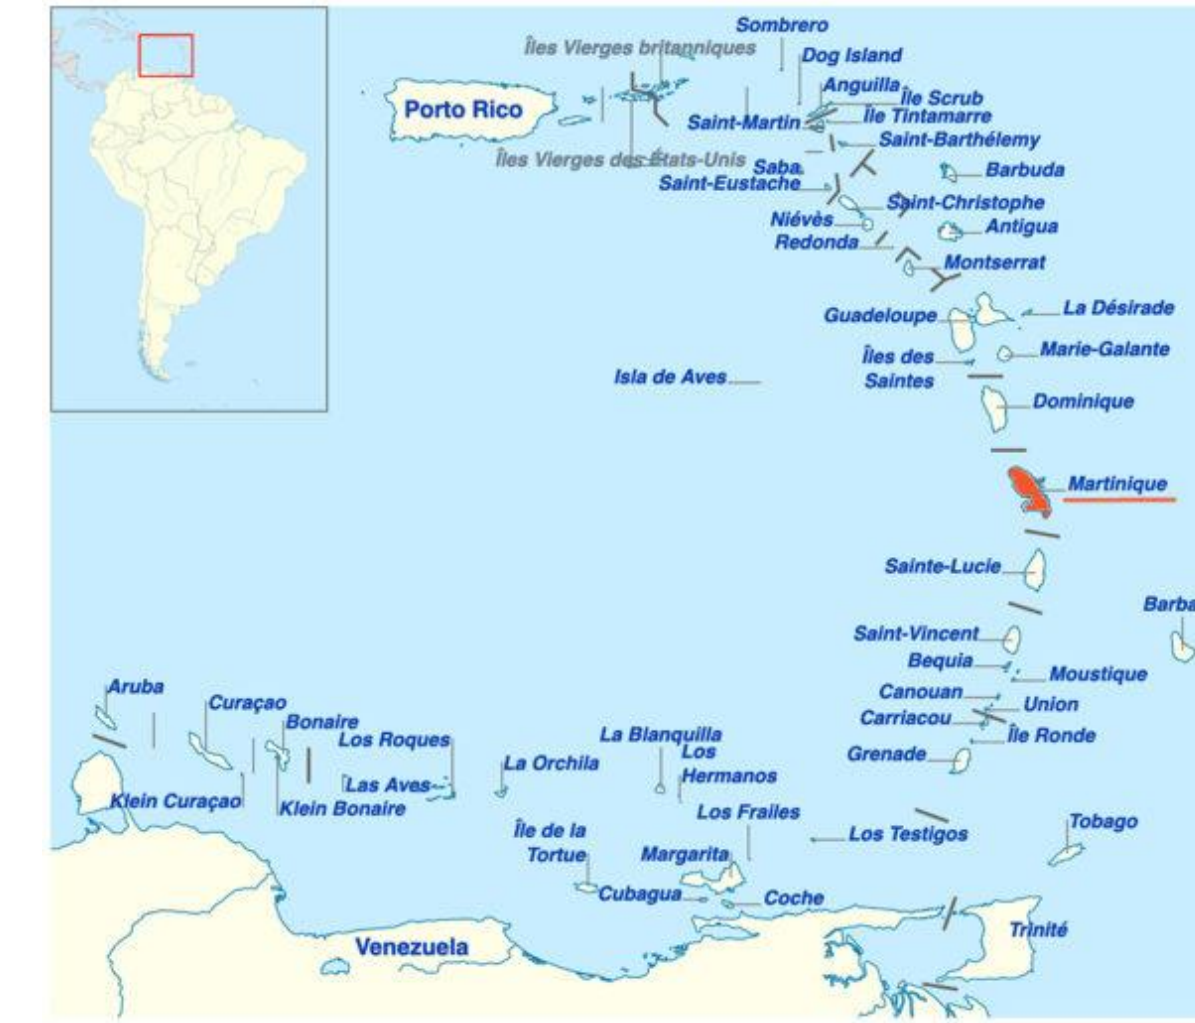 Sombrero
Îles Vierges britanniques
Dog Island
Anguilla
Île Scrub
Porto Rico
Île Tintamarre
Saint-Martin
Saint-Barthélemy
Îles Vierges des États-Unis
Saba
Barbuda
Saint-Eustache
Saint-Christophe
Niévès
Antigua
Redonda
Montserrat
La Désirade
Guadeloupe
Marie-Galante
Îles des
Saintes
Isla de Aves
Dominique
Martinique
Sainte-Lucie
Barba
Saint-Vincent
Bequia
Moustique
Aruba
Canouan
Curaçao
Union
Carriacou
Bonaire
La Blanquilla
Île Ronde
Los Roques
Los
Hermanos
Grenade
La Orchila
Las Aves
Klein Curaçao
Klein Bonaire
Los Frailes
Tobago
Île de la
Tortue
Los Testigos
Margarita
Cubagua
Coche
Trinité
Venezuela